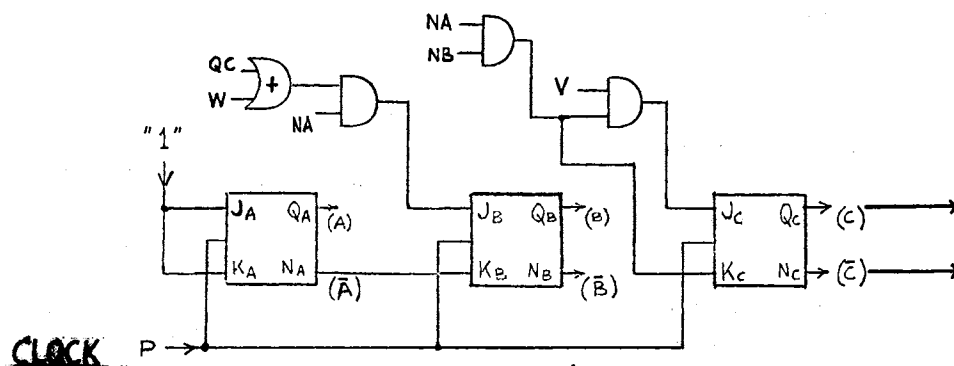 NA
NB
QC
+
W
NA
V
"1"
JA QA (A)
KA NA (Ā)
JB QB (B)
KB NB (B̄)
JC QC (C)
KC NC (C̄)
CLOCK P